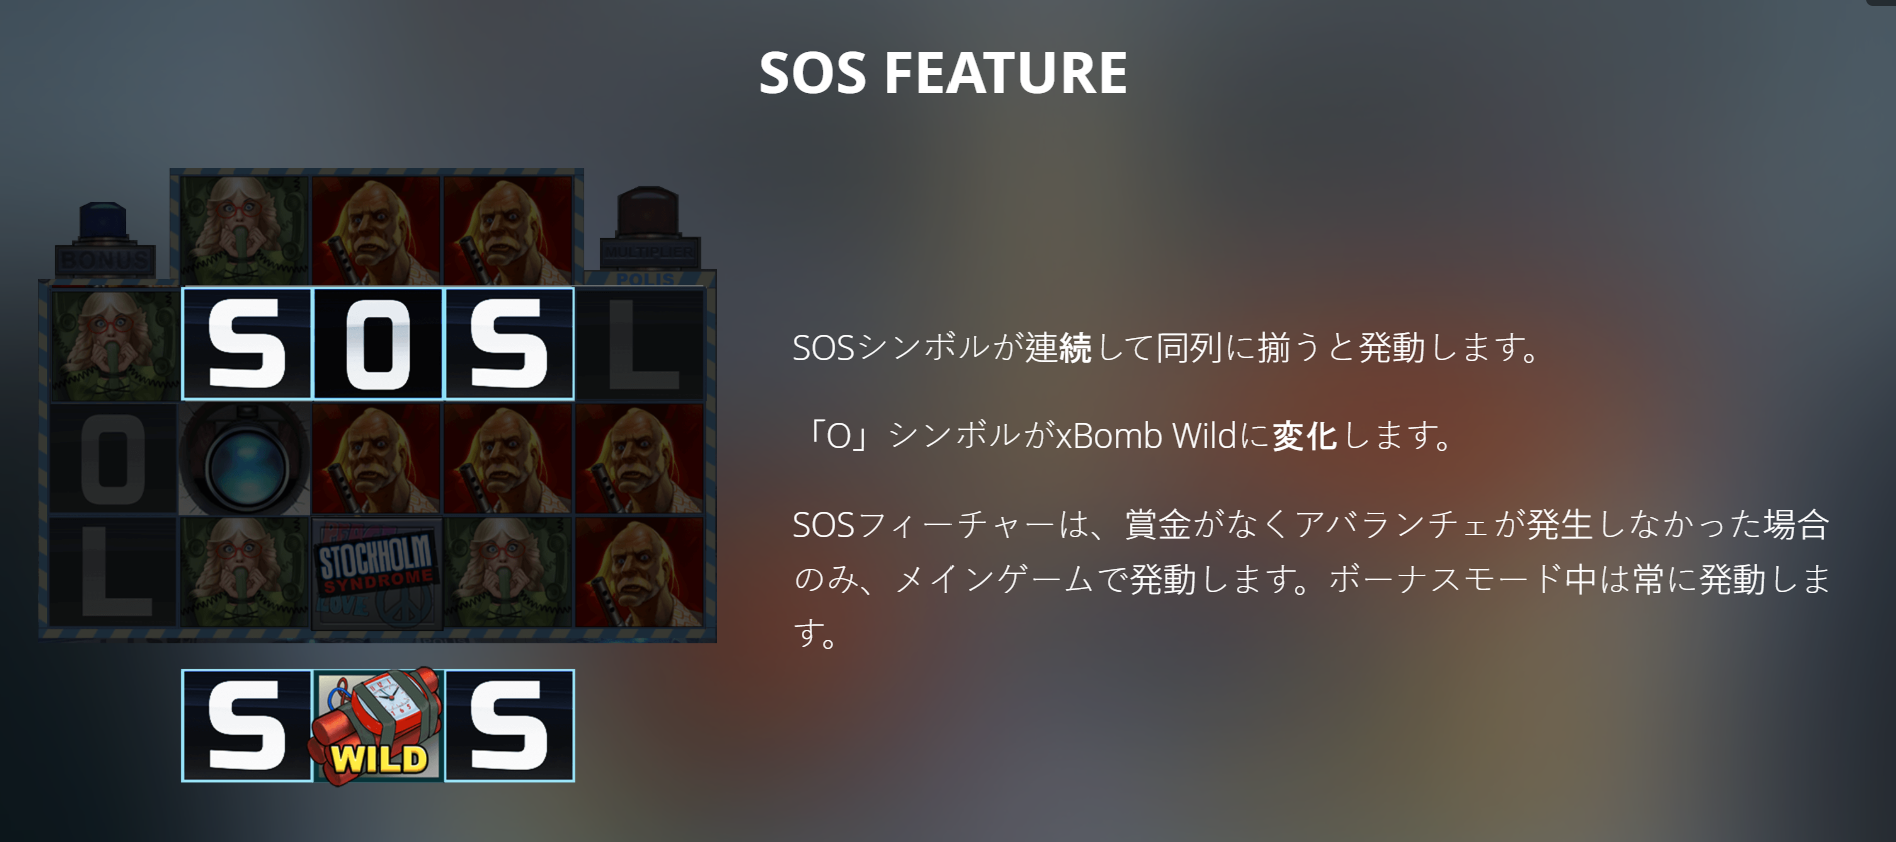 SOS FEATURE
BONUS
MULTIPLIER
POLIS
S O S L
O
L
STOCKHOLM
SYNDROME
SOSシンボルが連続して同列に揃うと発動します。
「O」シンボルがxBomb Wildに変化します。
SOSフィーチャーは、賞金がなくアバランチェが発生しなかった場合
のみ、メインゲームで発動します。ボーナスモード中は常に発動しま
す。
S WILD S